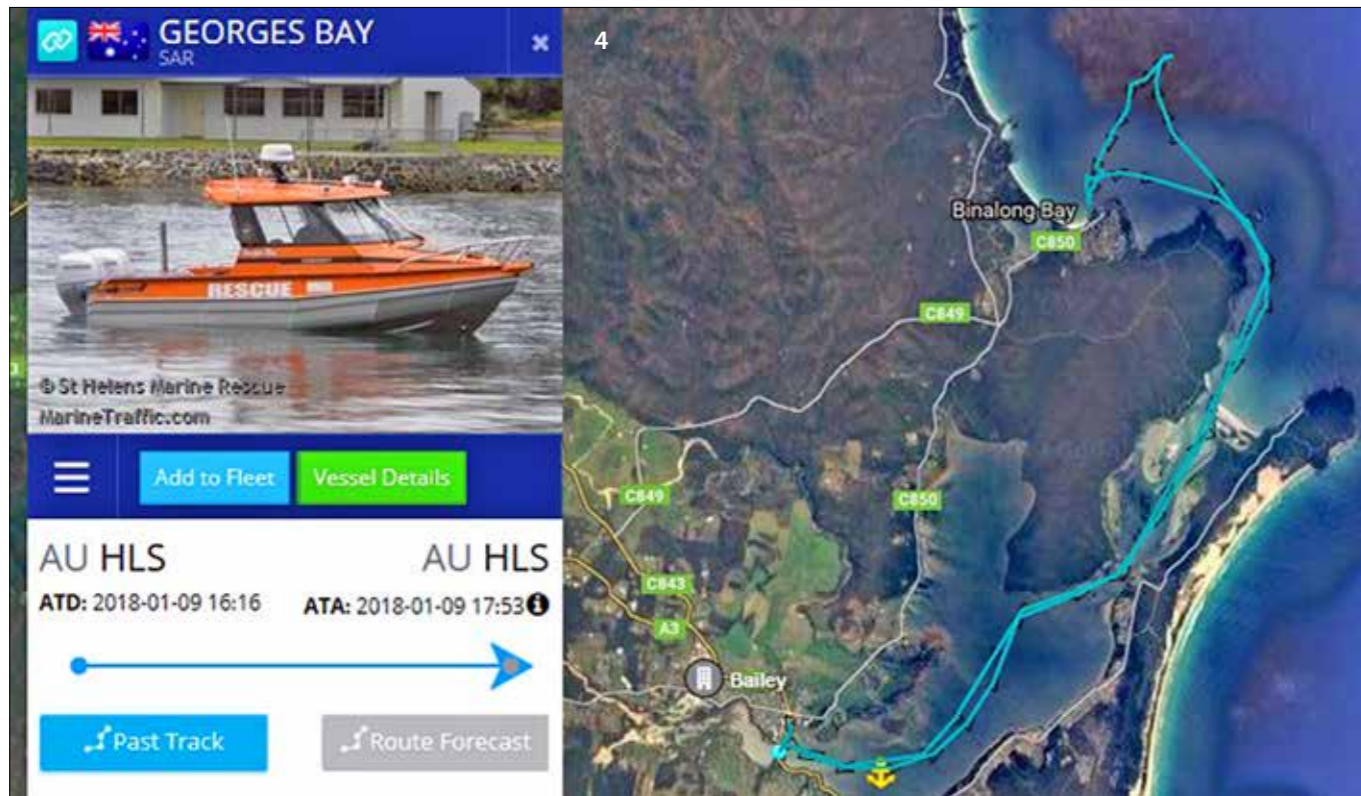 GEORGES BAY
SAR
4
RESCUE
© St Helens Marine Rescue
MarineTraffic.com
Add to Fleet
Vessel Details
AU HLS
AU HLS
ATD: 2018-01-09 16:16
ATA: 2018-01-09 17:53
Past Track
Route Forecast
Binalong Bay
C850
C849
C849
C850
C843
A3
Bailey